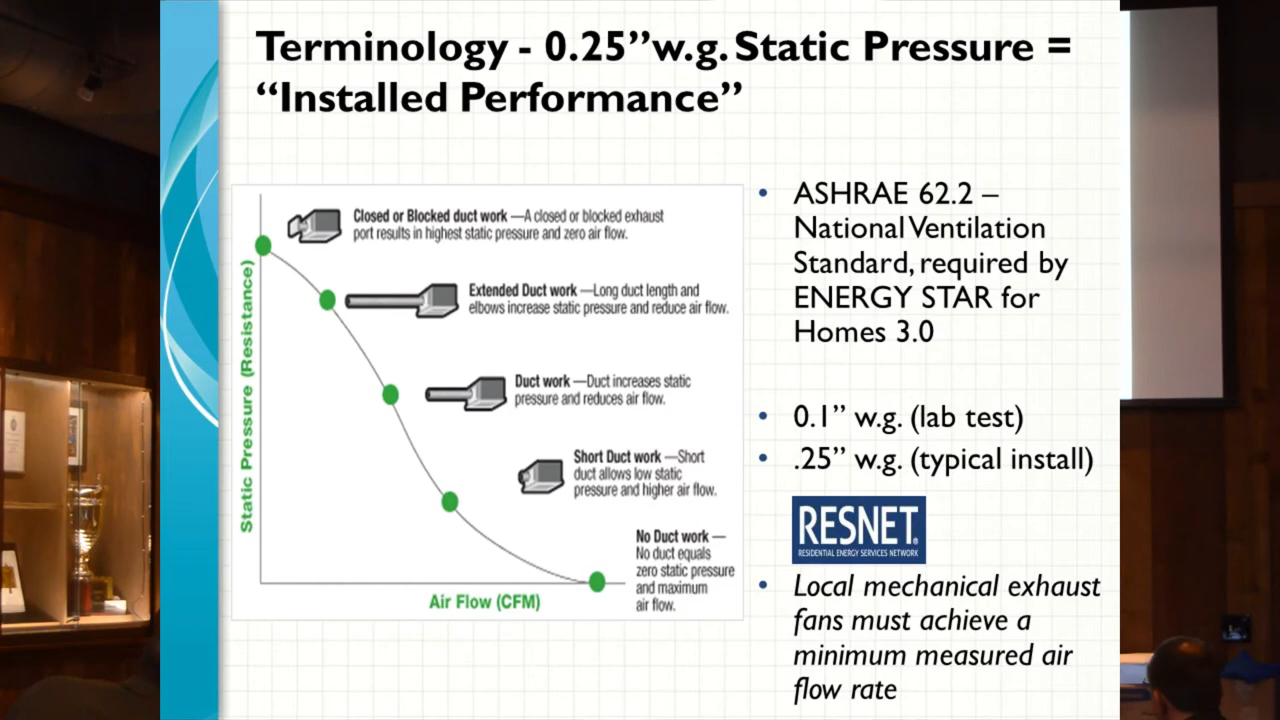 Terminology - 0.25”w.g. Static Pressure =
“Installed Performance”
Closed or Blocked duct work —A closed or blocked exhaust
port results in highest static pressure and zero air flow.
Extended Duct work —Long duct length and
elbows increase static pressure and reduce air flow.
Duct work —Duct increases static
pressure and reduces air flow.
Short Duct work —Short
duct allows low static
pressure and higher air flow.
No Duct work —
No duct equals
zero static pressure
and maximum
air flow.
Static Pressure (Resistance)
Air Flow (CFM)
• ASHRAE 62.2 –
National Ventilation
Standard, required by
ENERGY STAR for
Homes 3.0
• 0.1” w.g. (lab test)
• .25” w.g. (typical install)
RESNET.
RESIDENTIAL ENERGY SERVICES NETWORK
• Local mechanical exhaust
fans must achieve a
minimum measured air
flow rate